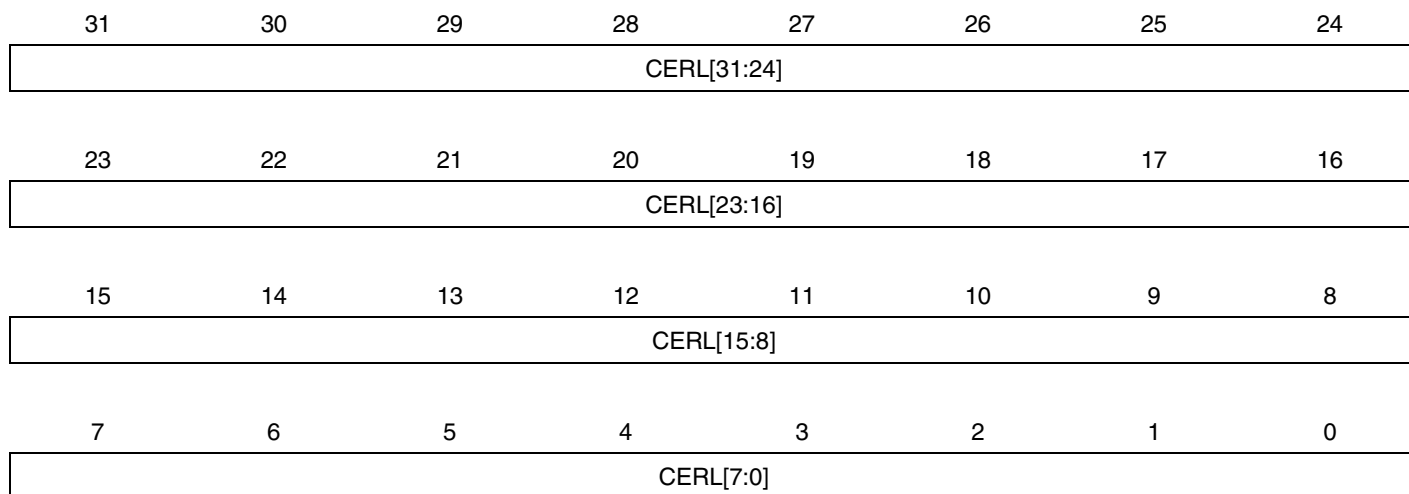 31 30 29 28 27 26 25 24
CERL[31:24]
23 22 21 20 19 18 17 16
CERL[23:16]
15 14 13 12 11 10 9 8
CERL[15:8]
7 6 5 4 3 2 1 0
CERL[7:0]